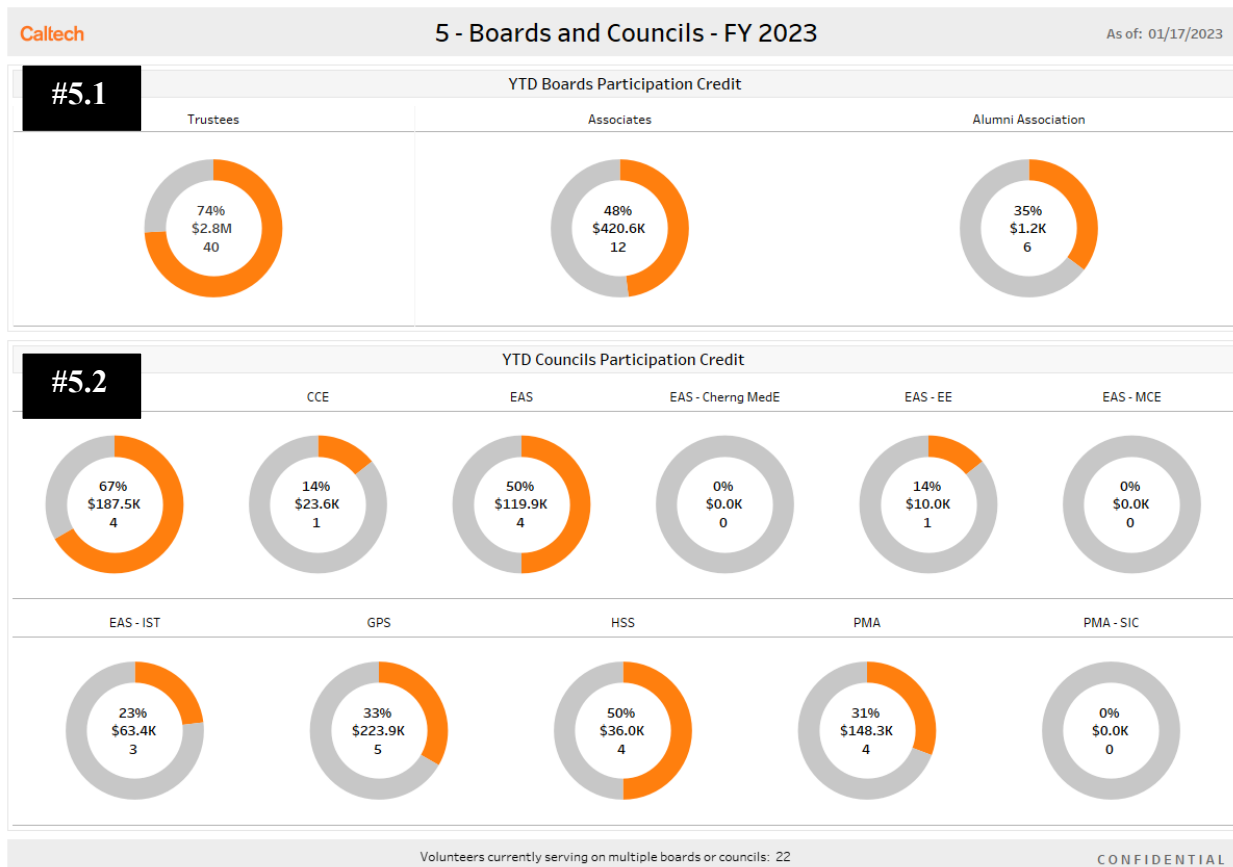 Caltech
5 - Boards and Councils - FY 2023
As of: 01/17/2023
#5.1
YTD Boards Participation Credit
Trustees
Associates
Alumni Association
74%
$2.8M
40
48%
$420.6K
12
35%
$1.2K
6
#5.2
YTD Councils Participation Credit
CCE
EAS
EAS - Cherng MedE
EAS - EE
EAS - MCE
67%
$187.5K
4
14%
$23.6K
1
50%
$119.9K
4
0%
$0.0K
0
14%
$10.0K
1
0%
$0.0K
0
EAS - IST
GPS
HSS
PMA
PMA - SIC
23%
$63.4K
3
33%
$223.9K
5
50%
$36.0K
4
31%
$148.3K
4
0%
$0.0K
0
Volunteers currently serving on multiple boards or councils: 22
CONFIDENTIAL